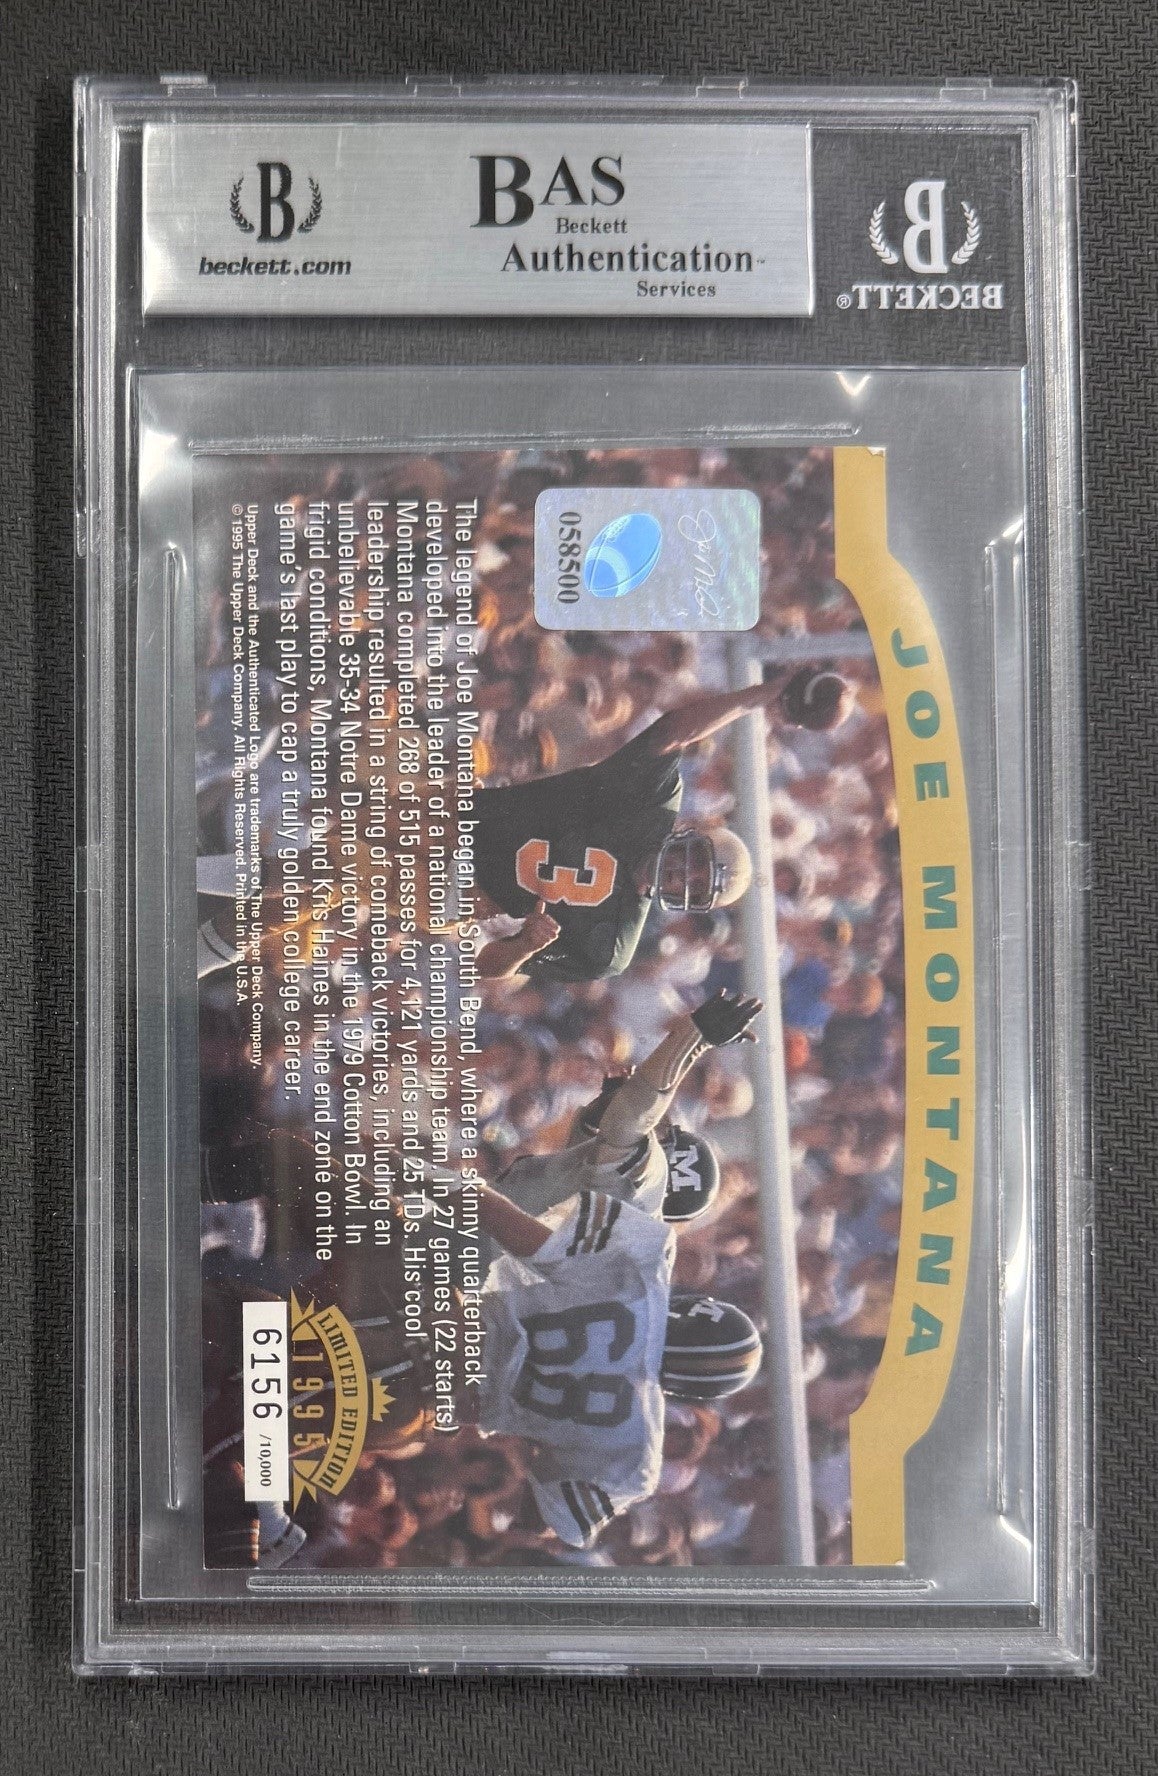 B
beckett.com
BAS
Beckett
Authentication™
Services
B
BECKETT®
JOE MONTANA
058500
3
M
68
The legend of Joe Montana began in South Bend, where a skinny quarterback
developed into the leader of a national championship team. In 27 games (22 starts)
Montana completed 268 of 515 passes for 4,121 yards and 25 TDs. His cool
leadership resulted in a string of comeback victories, including an
unbelievable 35-34 Notre Dame victory in the 1979 Cotton Bowl. In
frigid conditions, Montana found Kris Haines in the end zone on the
game's last play to cap a truly golden college career.
Upper Deck and the Authenticated Logo are trademarks of The Upper Deck Company.
© 1995 The Upper Deck Company. All Rights Reserved. Printed in the U.S.A.
LIMITED EDITION
1995
6156 /10,000